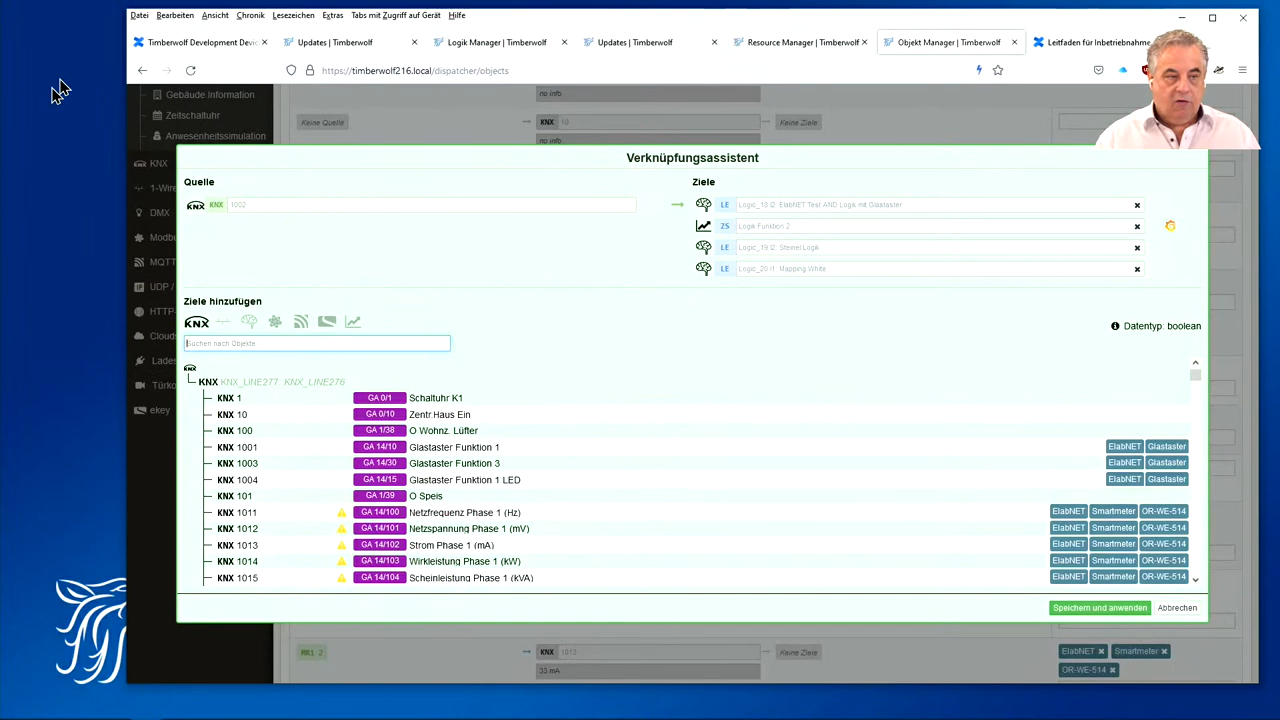 Datei Bearbeiten Ansicht Chronik Lesezeichen Extras Tabs mit Zugriff auf Gerät Hilfe
Timberwolf Development Devi
Updates | Timberwolf
Logik Manager | Timberwolf
Updates | Timberwolf
Resource Manager | Timberwolf
Objekt Manager | Timberwolf
Leitfaden für Inbetriebnahme
https://timberwolf216.local/dispatcher/objects
Gebäude Information
no info
Zeitschaltuhr
Keine Quelle
KNX 10
Keine Ziele
Anwesenheitssimulation
no info
KNX
1-Wire
DMX
Modbu
MQTT
UDP /
HTTP-
Clouds
Lades
Türko
ekey
Verknüpfungsassistent
Quelle
Ziele
KNX 1002
LE Logic_18 I2: ElabNET Test AND Logik mit Glastaster
ZS Logik Funktion 2
LE Logic_19 I2: Steinel Logik
LE Logic_20 I1: Mapping White
Ziele hinzufügen
KNX
Datentyp: boolean
Suchen nach Objekte
KNX KNX_LINE277 KNX_LINE276
KNX 1 GA 0/1 Schaltuhr K1
KNX 10 GA 0/10 Zentr.Haus Ein
KNX 100 GA 1/38 O Wohnz. Lüfter
KNX 1001 GA 14/10 Glastaster Funktion 1 ElabNET Glastaster
KNX 1003 GA 14/30 Glastaster Funktion 3 ElabNET Glastaster
KNX 1004 GA 14/15 Glastaster Funktion 1 LED ElabNET Glastaster
KNX 101 GA 1/39 O Speis
KNX 1011 GA 14/100 Netzfrequenz Phase 1 (Hz) ElabNET Smartmeter OR-WE-514
KNX 1012 GA 14/101 Netzspannung Phase 1 (mV) ElabNET Smartmeter OR-WE-514
KNX 1013 GA 14/102 Strom Phase 1 (mA) ElabNET Smartmeter OR-WE-514
KNX 1014 GA 14/103 Wirkleistung Phase 1 (kW) ElabNET Smartmeter OR-WE-514
KNX 1015 GA 14/104 Scheinleistung Phase 1 (kVA) ElabNET Smartmeter OR-WE-514
Speichern und anwenden Abbrechen
RR1 2
KNX 1013
Keine Ziele
ElabNET Smartmeter
33 mA
OR-WE-514